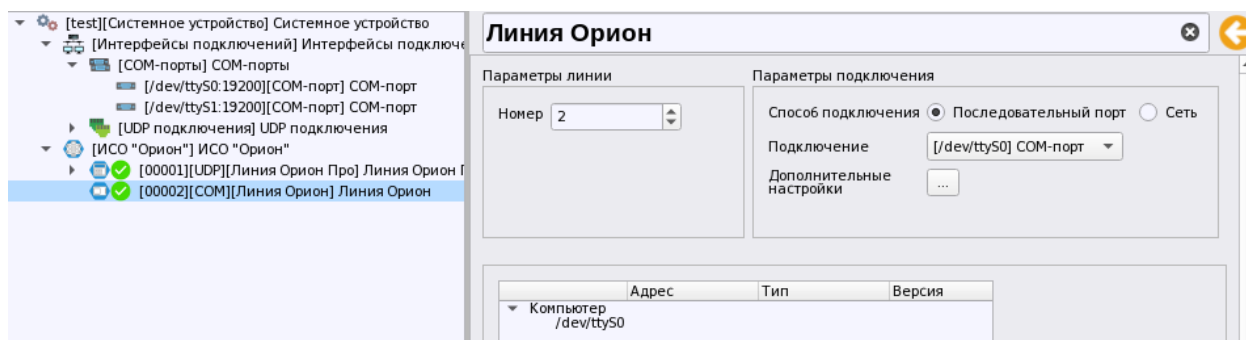 [test][Системное устройство] Системное устройство
[Интерфейсы подключений] Интерфейсы подключе
[COM-порты] COM-порты
[/dev/ttyS0:19200][COM-порт] COM-порт
[/dev/ttyS1:19200][COM-порт] COM-порт
[UDP подключения] UDP подключения
[ИСО "Орион"] ИСО "Орион"
[00001][UDP][Линия Орион Про] Линия Орион П
[00002][COM][Линия Орион] Линия Орион
Линия Орион
Параметры линии
Номер 2
Параметры подключения
Способ подключения Последовательный порт Сеть
Подключение [/dev/ttyS0] COM-порт
Дополнительные
настройки ...
Адрес Тип Версия
Компьютер
/dev/ttyS0